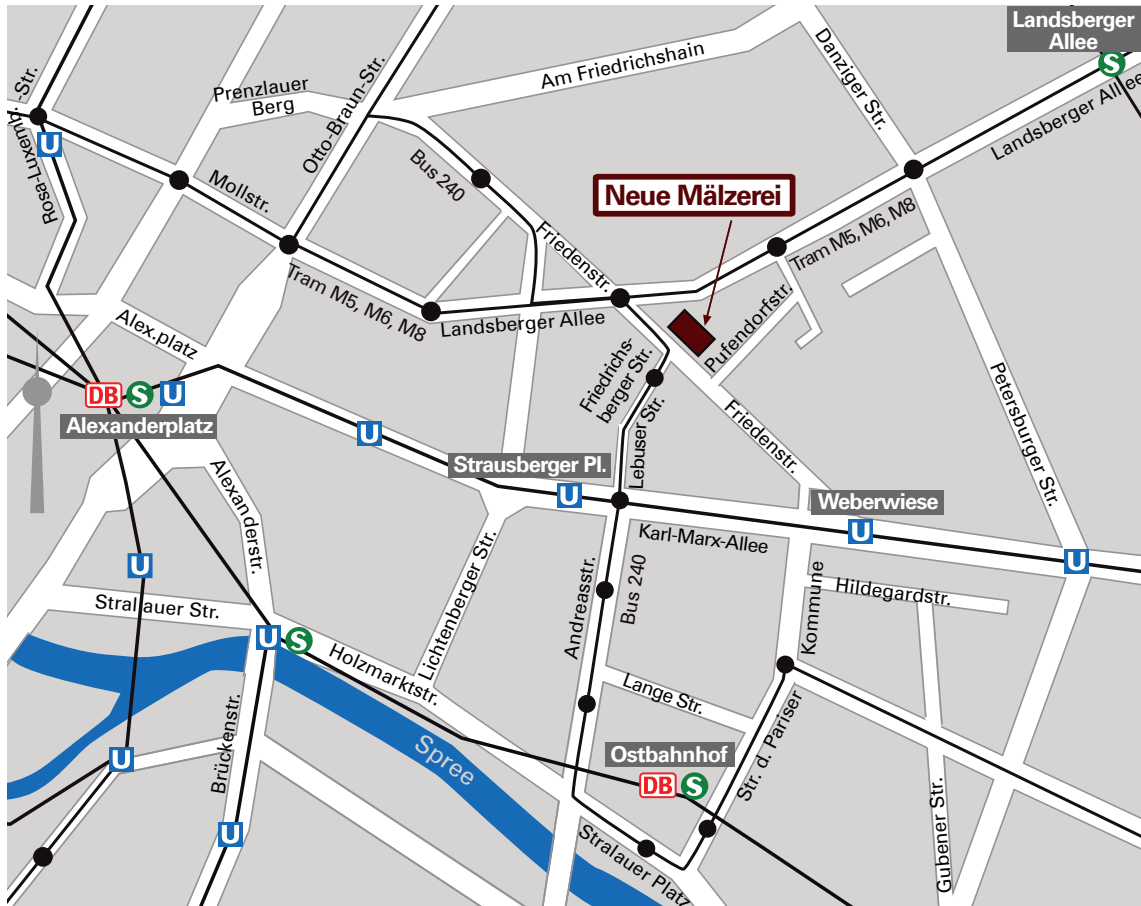 Landsberger
Allee
S
Danziger Str.
Am Friedrichshain
Prenzlauer
Berg
Otto-Braun-Str.
Rosa-Luxemb.-Str.
U
Bus 240
Mollstr.
Landsberger Allee
Neue Mälzerei
Friedenstr.
Tram M5, M6, M8
Tram M5, M6, M8
Landsberger Allee
Alex.platz
Pufendorfstr.
Friedrichs-
berger Str.
DB S U
Alexanderplatz
U
Petersburger Str.
Friedenstr.
Lebuser Str.
Strausberger Pl.
U
Alexanderstr.
Weberwiese
U
Karl-Marx-Allee
U
U
Lichtenberger Str.
Andreasstr.
Bus 240
Kommune
Hildegardstr.
Stralauer Str.
U S
Holzmarktstr.
Lange Str.
Str. d. Pariser
Brückenstr.
Spree
Ostbahnhof
DB S
U
U
Stralauer Platz
Gubener Str.